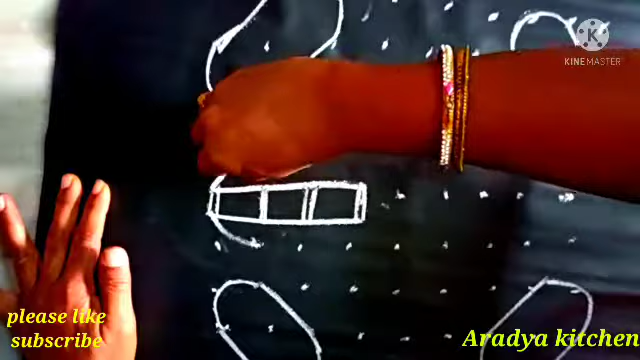 K
KINEMASTER
please like
subscribe
Aradya kitchen